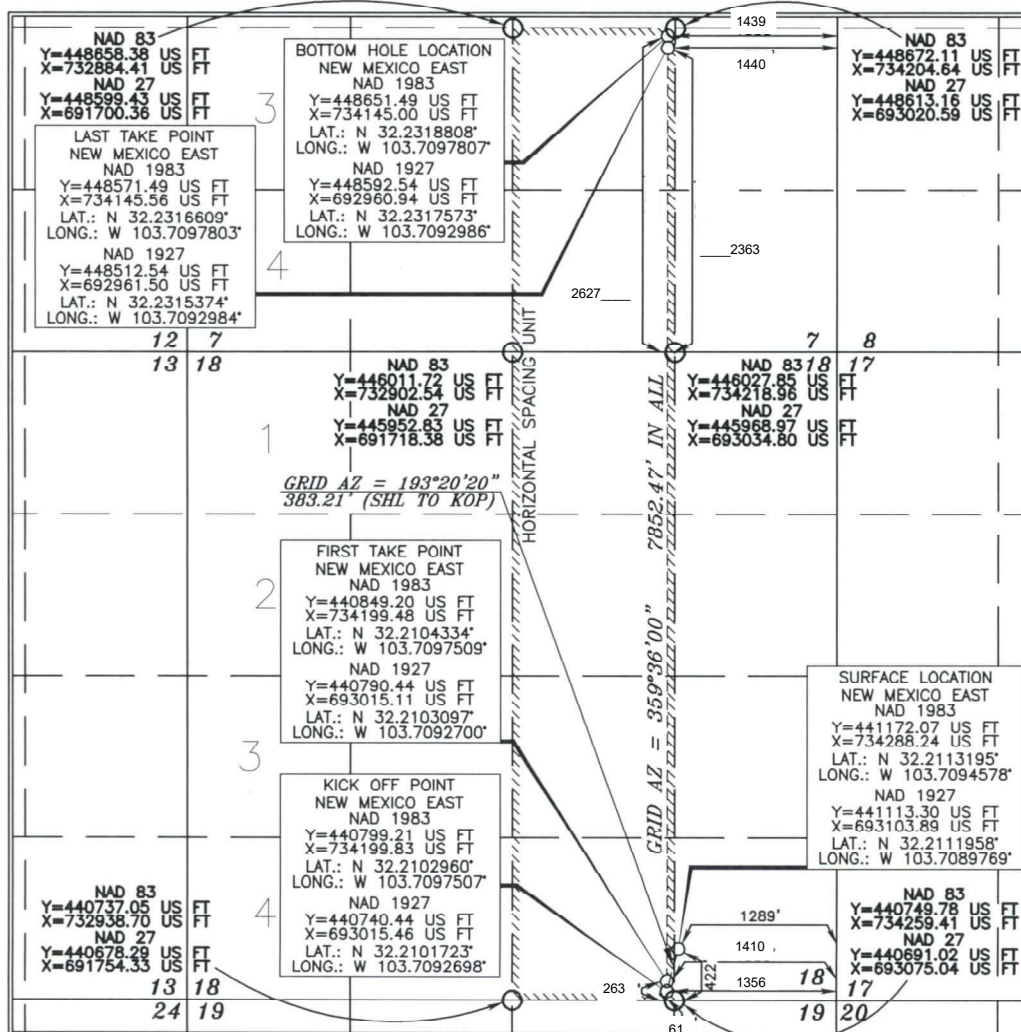 1439
1440
NAD 83
Y=448658.38 US FT
X=732884.41 US FT
NAD 27
Y=448599.43 US FT
X=691700.36 US FT
3
BOTTOM HOLE LOCATION
NEW MEXICO EAST
NAD 1983
Y=448651.49 US FT
X=734145.00 US FT
LAT.: N 32.2318808°
LONG.: W 103.7097807°
NAD 1927
Y=448592.54 US FT
X=692960.94 US FT
LAT.: N 32.2317573°
LONG.: W 103.7092986°
NAD 83
Y=448672.11 US FT
X=734204.64 US FT
NAD 27
Y=448613.16 US FT
X=693020.59 US FT
LAST TAKE POINT
NEW MEXICO EAST
NAD 1983
Y=448571.49 US FT
X=734145.56 US FT
LAT.: N 32.2316609°
LONG.: W 103.7097803°
NAD 1927
Y=448512.54 US FT
X=692961.50 US FT
LAT.: N 32.2315374°
LONG.: W 103.7092984°
4
2363
2627
12 7
13 18
7 8
18 17
HORIZONTAL SPACING UNIT
NAD 83
Y=446011.72 US FT
X=732902.54 US FT
NAD 27
Y=445952.83 US FT
X=691718.38 US FT
NAD 83
Y=446027.85 US FT
X=734218.96 US FT
NAD 27
Y=445968.97 US FT
X=693034.80 US FT
1
GRID AZ = 193°20'20"
383.21' (SHL TO KOP)
GRID AZ = 359°36'00" 7852.47' IN ALL
2
FIRST TAKE POINT
NEW MEXICO EAST
NAD 1983
Y=440849.20 US FT
X=734199.48 US FT
LAT.: N 32.2104334°
LONG.: W 103.7097509°
NAD 1927
Y=440790.44 US FT
X=693015.11 US FT
LAT.: N 32.2103097°
LONG.: W 103.7092700°
SURFACE LOCATION
NEW MEXICO EAST
NAD 1983
Y=441172.07 US FT
X=734288.24 US FT
LAT.: N 32.2113195°
LONG.: W 103.7094578°
NAD 1927
Y=441113.30 US FT
X=693103.89 US FT
LAT.: N 32.2111958°
LONG.: W 103.7089769°
3
KICK OFF POINT
NEW MEXICO EAST
NAD 1983
Y=440799.21 US FT
X=734199.83 US FT
LAT.: N 32.2102960°
LONG.: W 103.7097507°
NAD 1927
Y=440740.44 US FT
X=693015.46 US FT
LAT.: N 32.2101723°
LONG.: W 103.7092698°
4
NAD 83
Y=440737.05 US FT
X=732938.70 US FT
NAD 27
Y=440678.29 US FT
X=691754.33 US FT
NAD 83
Y=440749.78 US FT
X=734259.41 US FT
NAD 27
Y=440691.02 US FT
X=693075.04 US FT
1289'
1410
422
263
1356
61
13 18
24 19
18 17
19 20